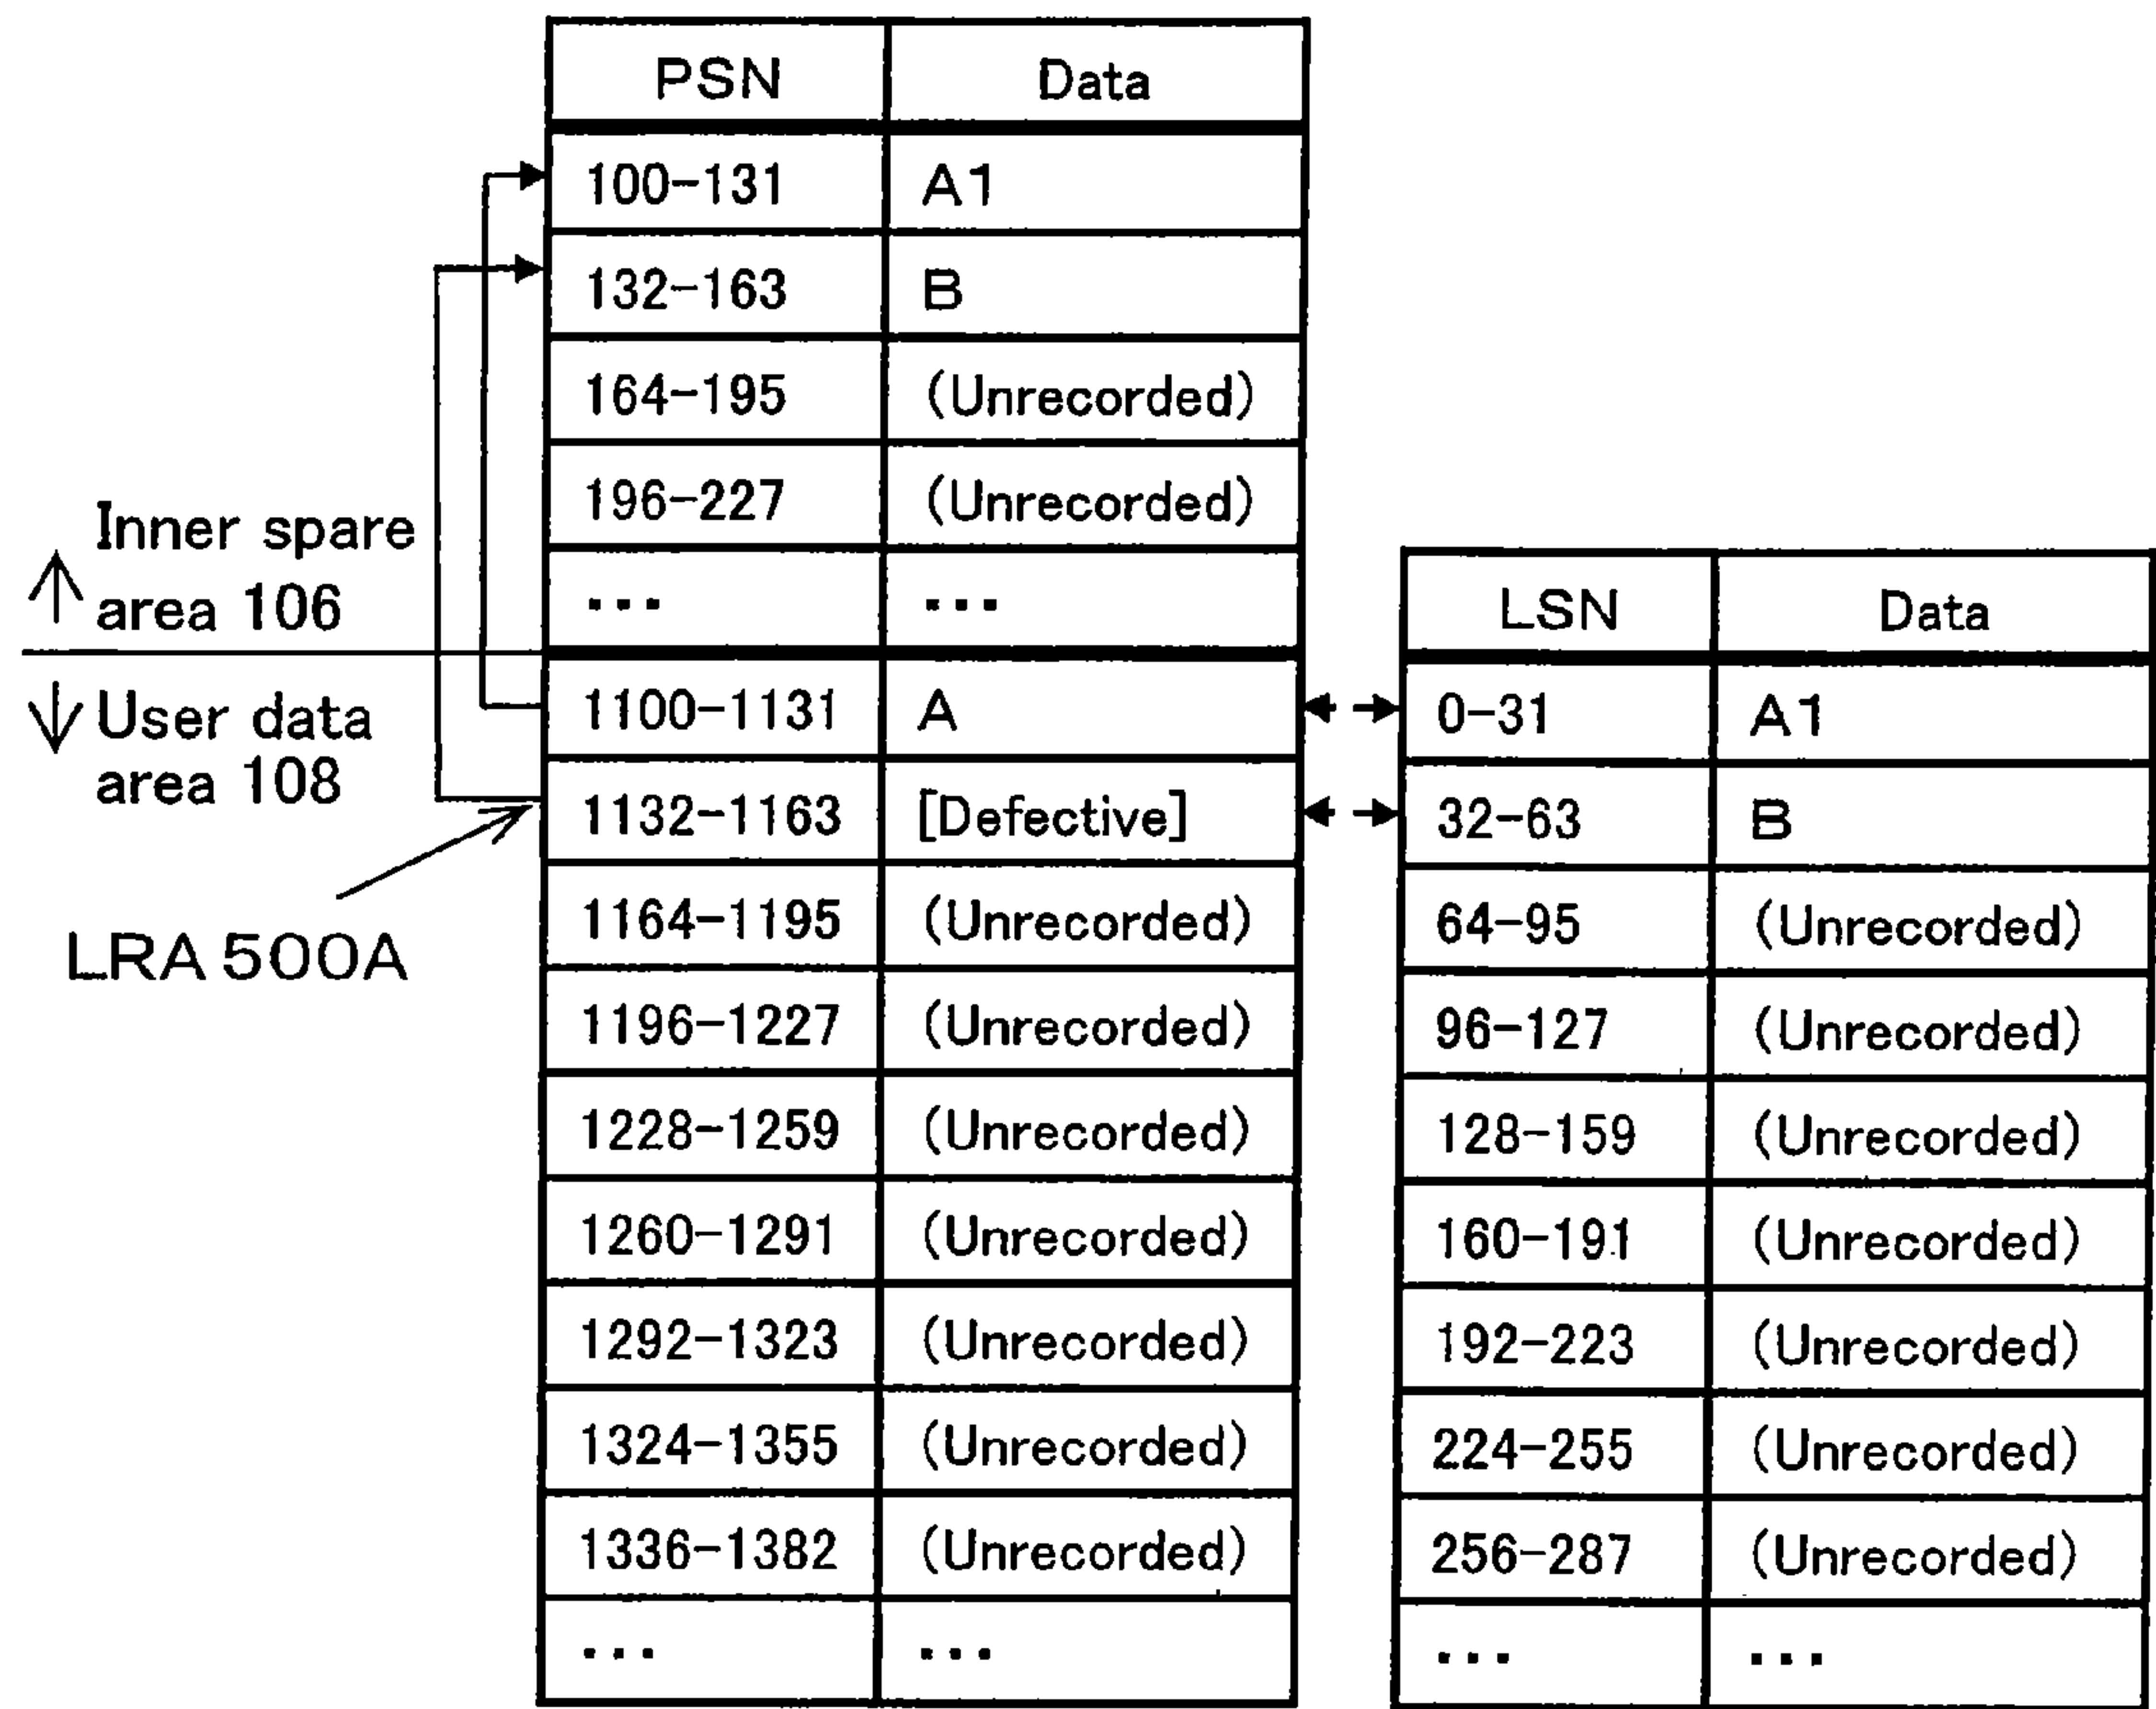 PSN Data
100-131 A1
132-163 B
164-195 (Unrecorded)
196-227 (Unrecorded)
... ...
1100-1131 A
1132-1163 [Defective]
1164-1195 (Unrecorded)
1196-1227 (Unrecorded)
1228-1259 (Unrecorded)
1260-1291 (Unrecorded)
1292-1323 (Unrecorded)
1324-1355 (Unrecorded)
1336-1382 (Unrecorded)
... ...
Inner spare
area 106
User data
area 108
LRA 500A
LSN Data
0-31 A1
32-63 B
64-95 (Unrecorded)
96-127 (Unrecorded)
128-159 (Unrecorded)
160-191 (Unrecorded)
192-223 (Unrecorded)
224-255 (Unrecorded)
256-287 (Unrecorded)
... ...